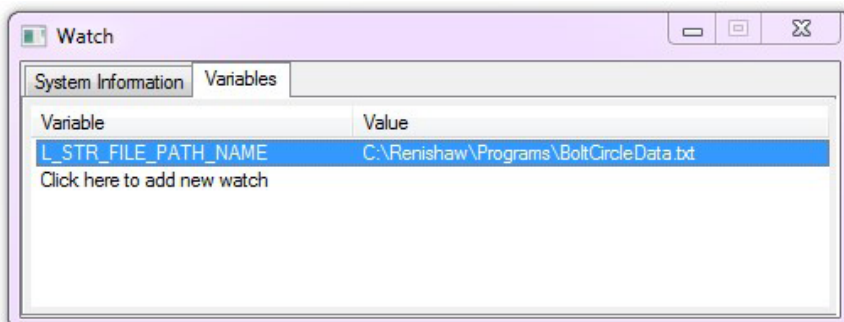 Watch
System Information Variables
Variable Value
L_STR_FILE_PATH_NAME C:\Renishaw\Programs\BoltCircleData.txt
Click here to add new watch